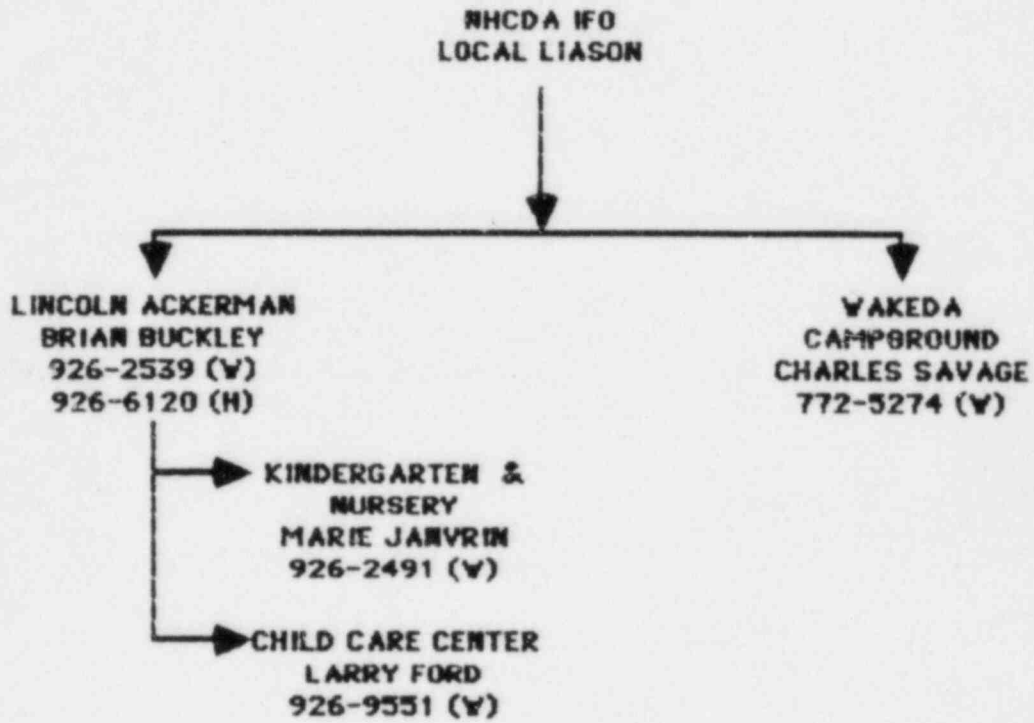 NHCDA IFO
LOCAL LIASON
LINCOLN ACKERMAN
BRIAN BUCKLEY
926-2539 (W)
926-6120 (H)
WAKEDA
CAMPGROUND
CHARLES SAVAGE
772-5274 (W)
KINDERGARTEN &
NURSERY
MARIE JANVRIN
926-2491 (W)
CHILD CARE CENTER
LARRY FORD
926-9551 (W)